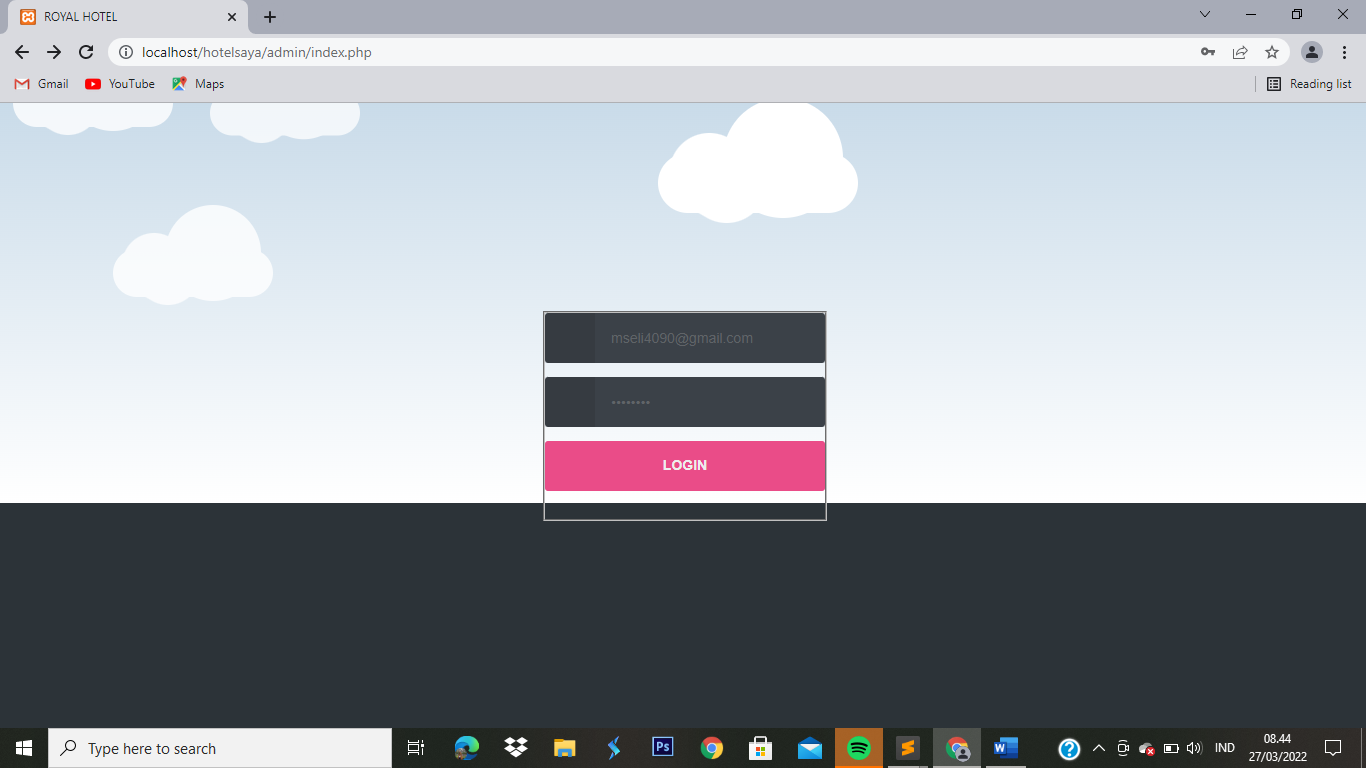 ROYAL HOTEL
localhost/hotelsaya/admin/index.php
Gmail
YouTube
Maps
Reading list
mseli4090@gmail.com
••••••••
LOGIN
Type here to search
Ps
W
?
IND
08.44
27/03/2022